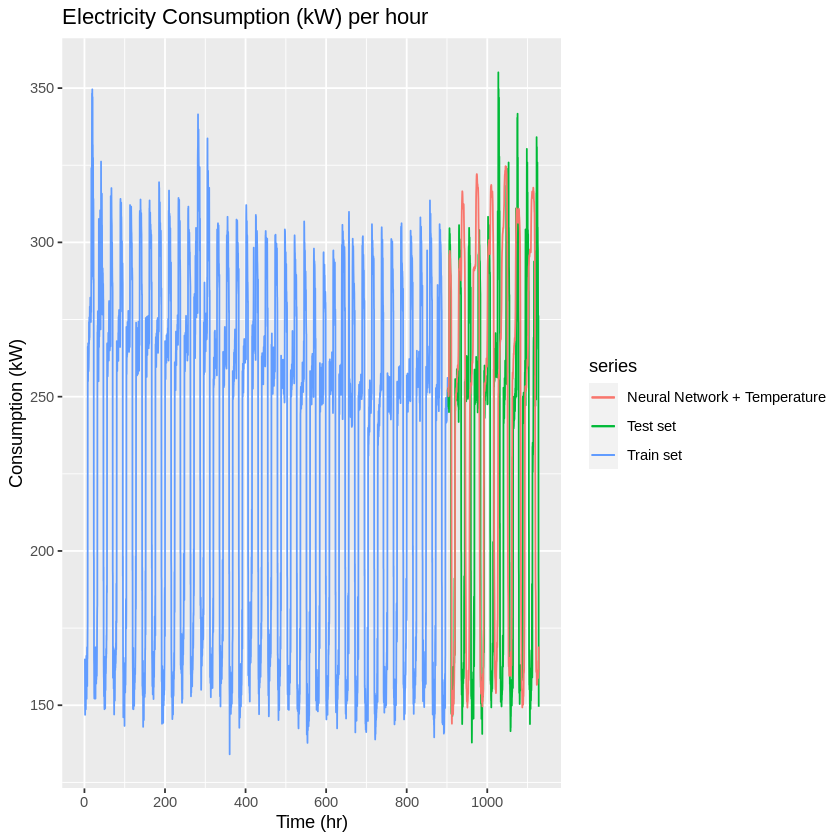 Electricity Consumption (kW) per hour
350
300
250
200
150
Consumption (kW)
0 200 400 600 800 1000
Time (hr)
series
Neural Network + Temperature
Test set
Train set